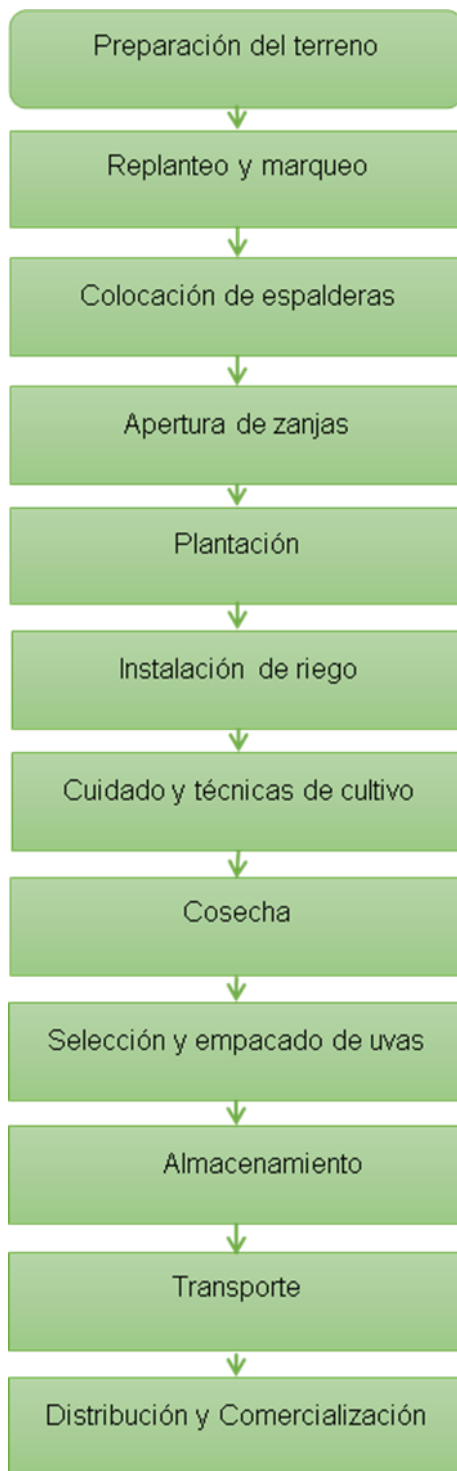 Preparación del terreno
Replanteo y marqueo
Colocación de espalderas
Apertura de zanjas
Plantación
Instalación de riego
Cuidado y técnicas de cultivo
Cosecha
Selección y empacado de uvas
Almacenamiento
Transporte
Distribución y Comercialización